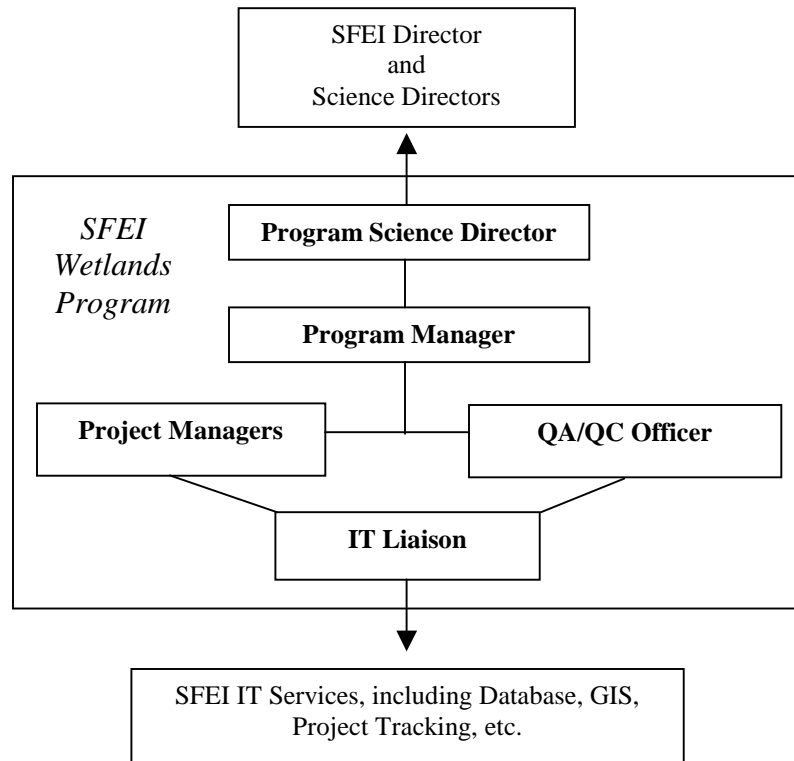 SFEI Director
and
Science Directors
SFEI
Wetlands
Program
Program Science Director
Program Manager
Project Managers
QA/QC Officer
IT Liaison
SFEI IT Services, including Database, GIS,
Project Tracking, etc.